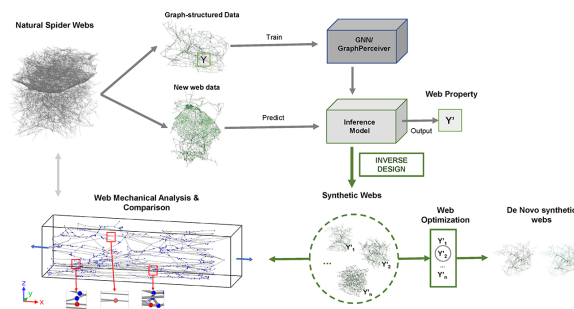 Natural Spider Webs
Graph-structured Data
Y
Train
GNN/
GraphPerceiver
New web data
Predict
Inference
Model
Output
Web Property
Y'
INVERSE
DESIGN
Web Mechanical Analysis &
Comparison
z
y
x
Synthetic Webs
Y'1
Y'2
...
Y'n
Web
Optimization
Y'1
Y'2
...
Y'n
De Novo synthetic
webs